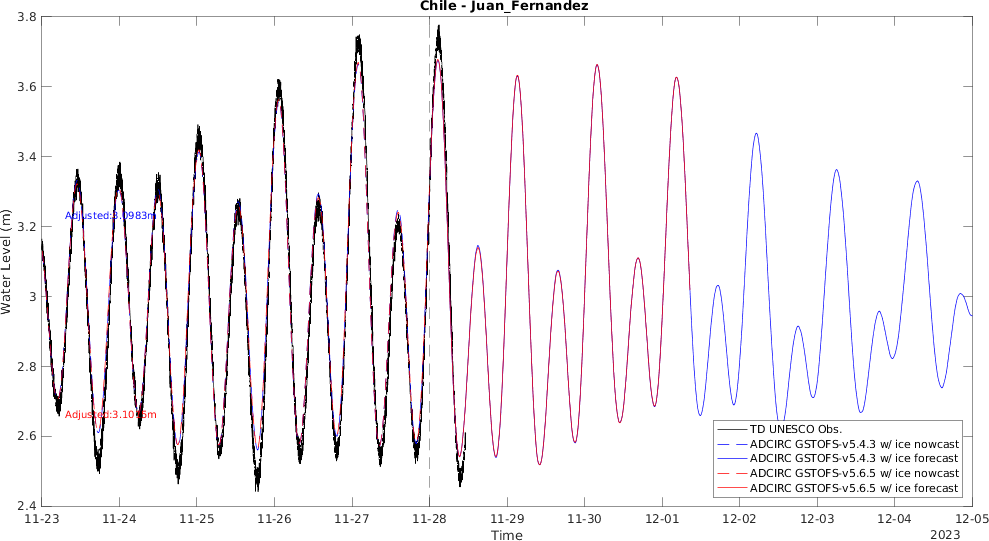 Chile - Juan_Fernandez
3.8
3.6
3.4
3.2
3
2.8
2.6
2.4
Water Level (m)
Adjusted:3.0983m
TD UNESCO Obs.
ADCIRC GSTOFS-v5.4.3 w/ ice nowcast
ADCIRC GSTOFS-v5.4.3 w/ ice forecast
ADCIRC GSTOFS-v5.6.5 w/ ice nowcast
ADCIRC GSTOFS-v5.6.5 w/ ice forecast
11-23 11-24 11-25 11-26 11-27 11-28 11-29 11-30 12-01 12-02 12-03 12-04 12-05
Time
2023